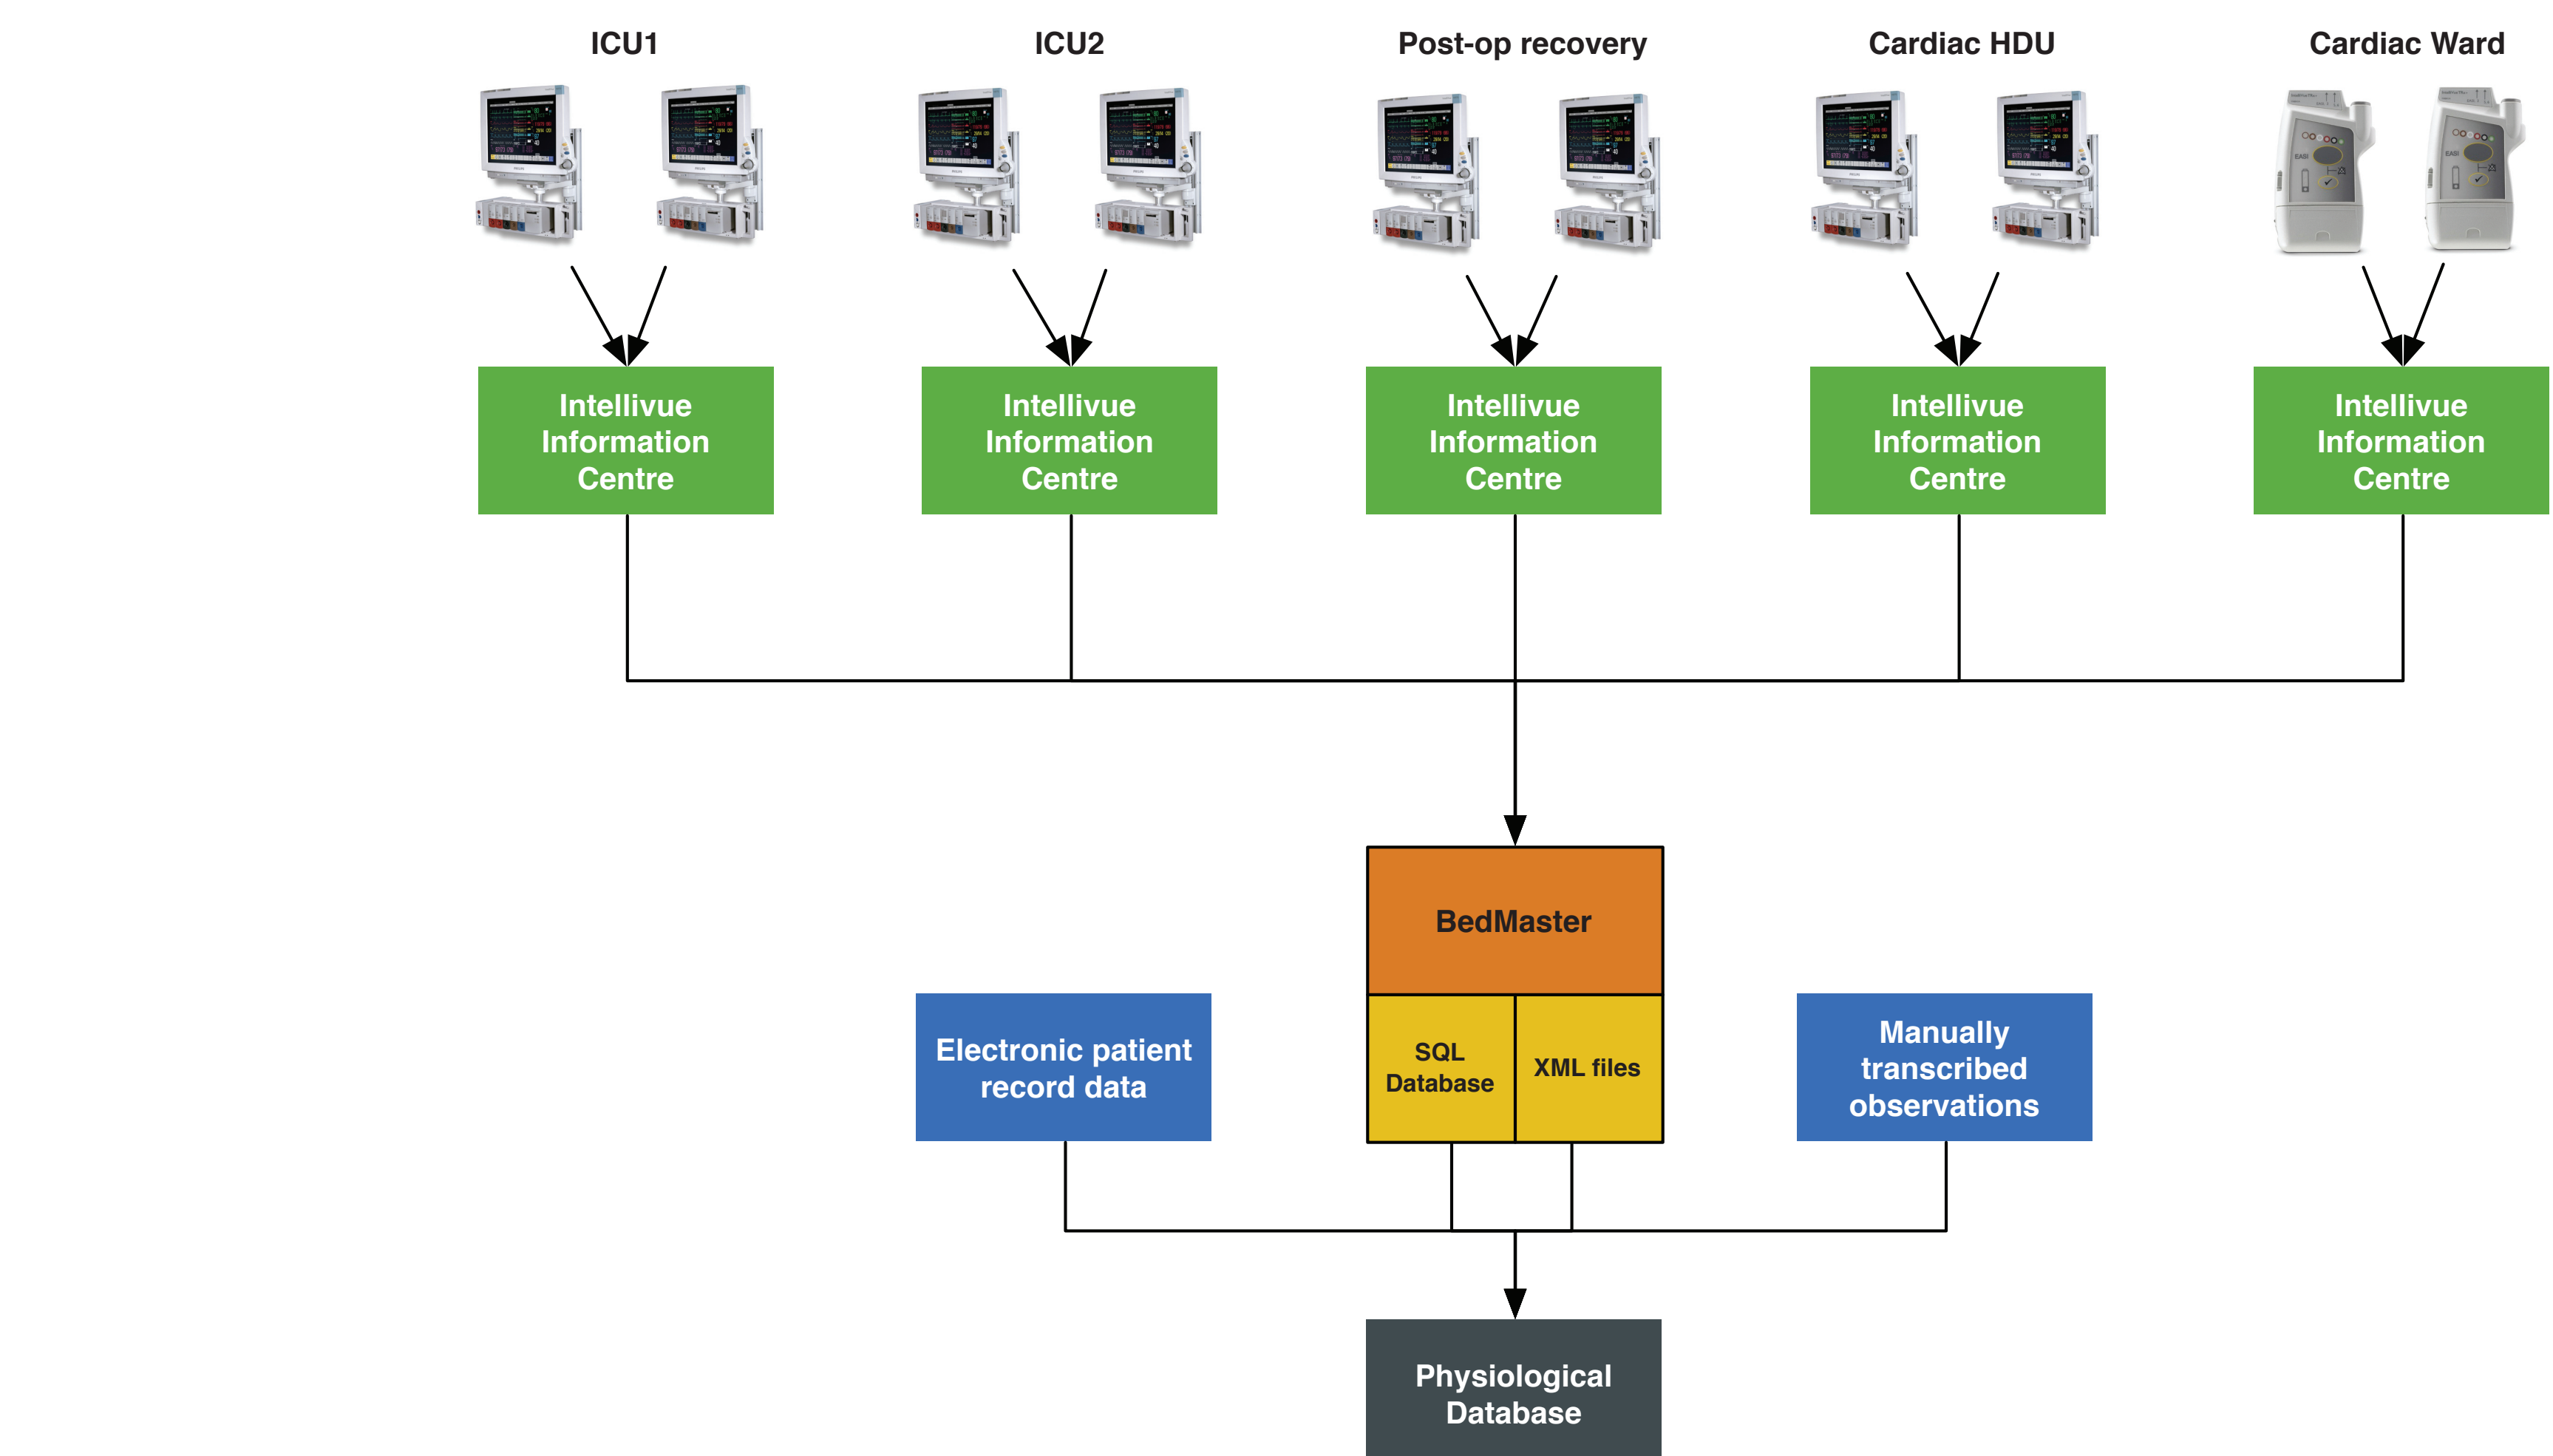 ICU1
ICU2
Post-op recovery
Cardiac HDU
Cardiac Ward
EASI
EASI
Intellivue
Information
Centre
Intellivue
Information
Centre
Intellivue
Information
Centre
Intellivue
Information
Centre
Intellivue
Information
Centre
BedMaster
Electronic patient
record data
SQL
Database
XML files
Manually
transcribed
observations
Physiological
Database